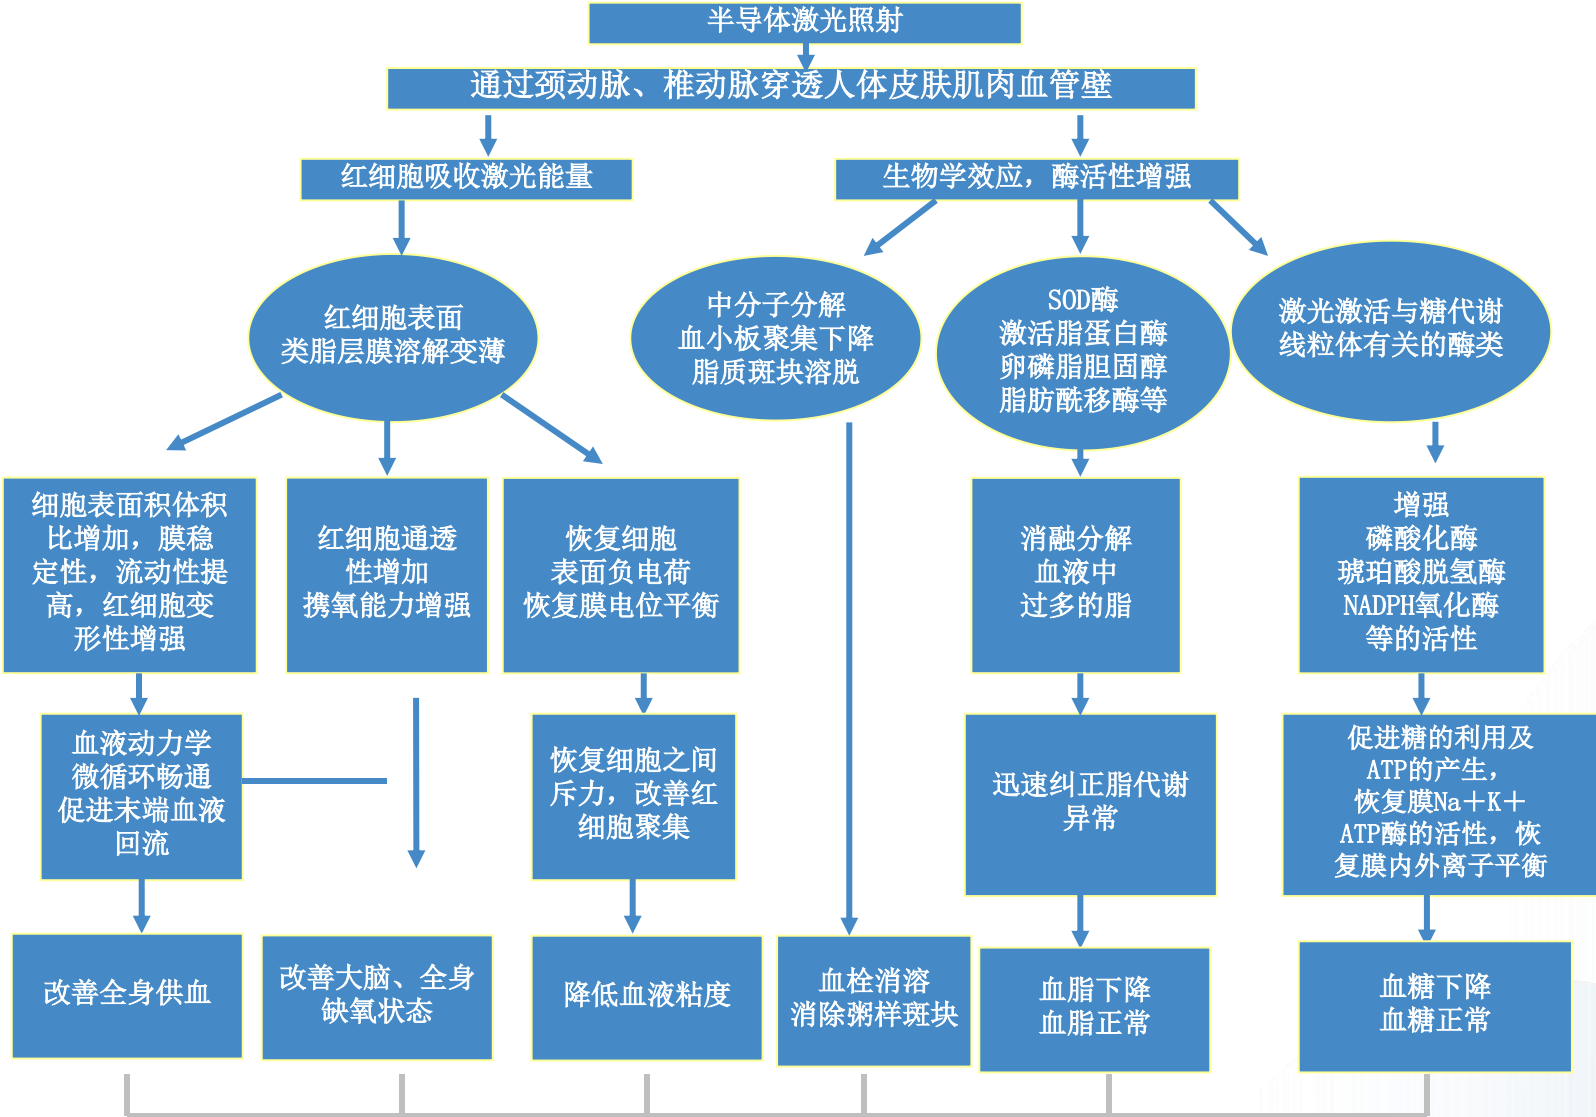 半导体激光照射
通过颈动脉、椎动脉穿透人体皮肤肌肉血管壁
红细胞吸收激光能量
生物学效应，酶活性增强
红细胞表面
类脂层膜溶解变薄
中分子分解
血小板聚集下降
脂质斑块溶脱
SOD酶
激活脂蛋白酶
卵磷脂胆固醇
脂肪酰移酶等
激光激活与糖代谢
线粒体有关的酶类
细胞表面积体积
比增加，膜稳
定性，流动性提
高，红细胞变
形性增强
红细胞通透
性增加
携氧能力增强
恢复细胞
表面负电荷
恢复膜电位平衡
消融分解
血液中
过多的脂
增强
磷酸化酶
琥珀酸脱氢酶
NADPH氧化酶
等的活性
血液动力学
微循环畅通
促进末端血液
回流
恢复细胞之间
斥力，改善红
细胞聚集
迅速纠正脂代谢
异常
促进糖的利用及
ATP的产生，
恢复膜Na＋K＋
ATP酶的活性，恢
复膜内外离子平衡
改善全身供血
改善大脑、全身
缺氧状态
降低血液粘度
血栓消溶
消除粥样斑块
血脂下降
血脂正常
血糖下降
血糖正常